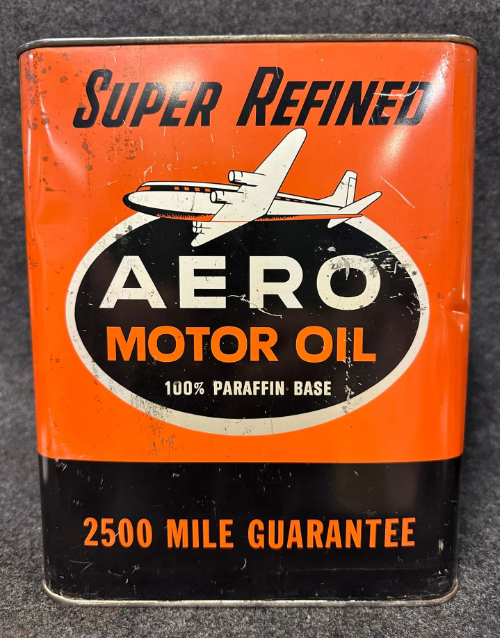 SUPER REFINED
AERO
MOTOR OIL
100% PARAFFIN BASE
2500 MILE GUARANTEE